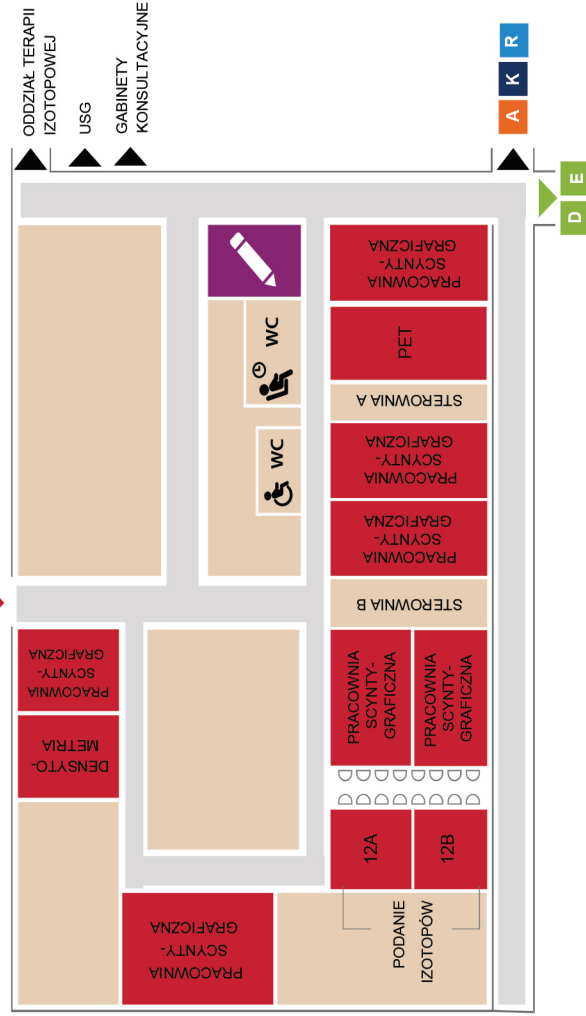 ODDZIAŁ TERAPII
IZOTOPOWEJ
USG
GABINETY
KONSULTACYJNE
A K R
D E
PRACOWNIA
SCYNTY-
GRAFICZNA
WC
PET
WC
STEROWNIA A
PRACOWNIA
SCYNTY-
GRAFICZNA
PRACOWNIA
SCYNTY-
GRAFICZNA
STEROWNIA B
PRACOWNIA
SCYNTY-
GRAFICZNA
PRACOWNIA
SCYNTY-
GRAFICZNA
PRACOWNIA
SCYNTY-
GRAFICZNA
DENSYTO-
METRIA
12A
12B
PODANIE
IZOTOPÓW
PRACOWNIA
SCYNTY-
GRAFICZNA